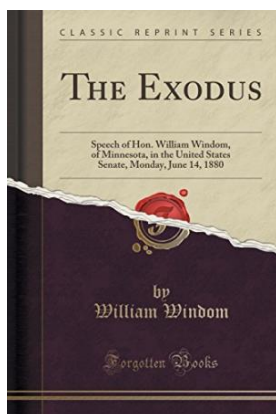 CLASSIC REPRINT SERIES
THE EXODUS
Speech of Hon. William Windom,
of Minnesota, in the United States
Senate, Monday, June 14, 1880
by
William Windom
Forgotten Books